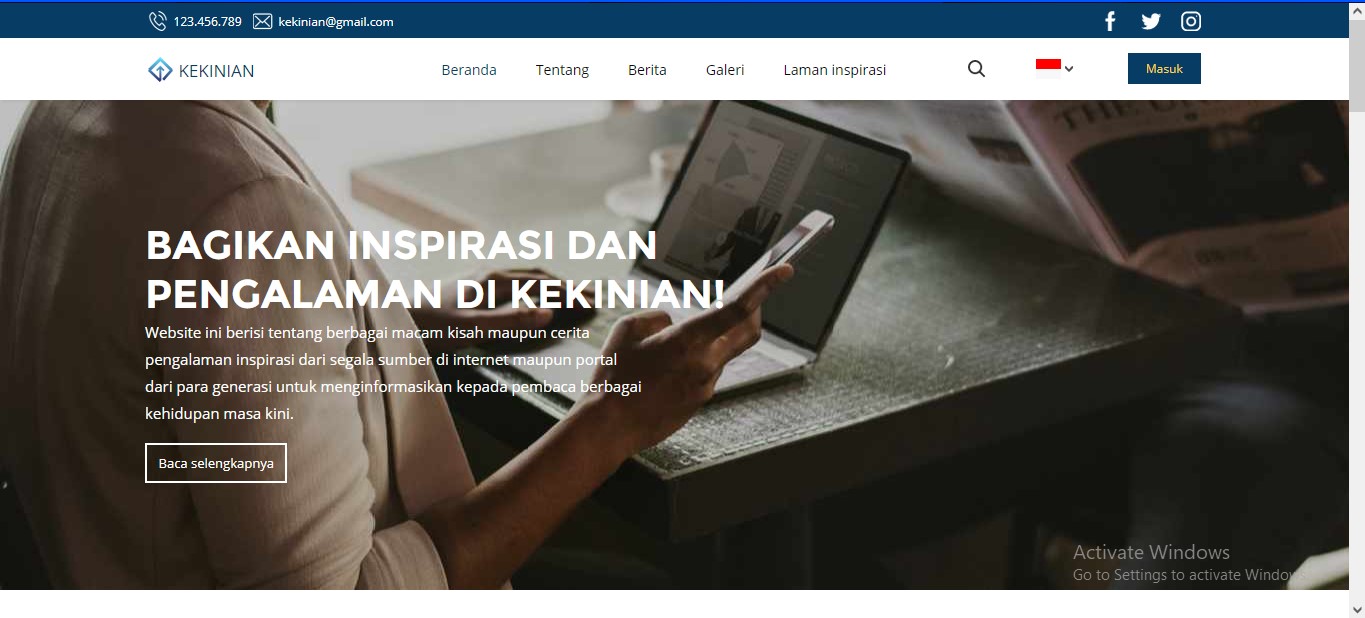 123.456.789 kekinian@gmail.com
KEKINIAN Beranda Tentang Berita Galeri Laman inspirasi Masuk
BAGIKAN INSPIRASI DAN
PENGALAMAN DI KEKINIAN!
Website ini berisi tentang berbagai macam kisah maupun cerita
pengalaman inspirasi dari segala sumber di internet maupun portal
dari para generasi untuk menginformasikan kepada pembaca berbagai
kehidupan masa kini.
Baca selengkapnya
Activate Windows
Go to Settings to activate Windows